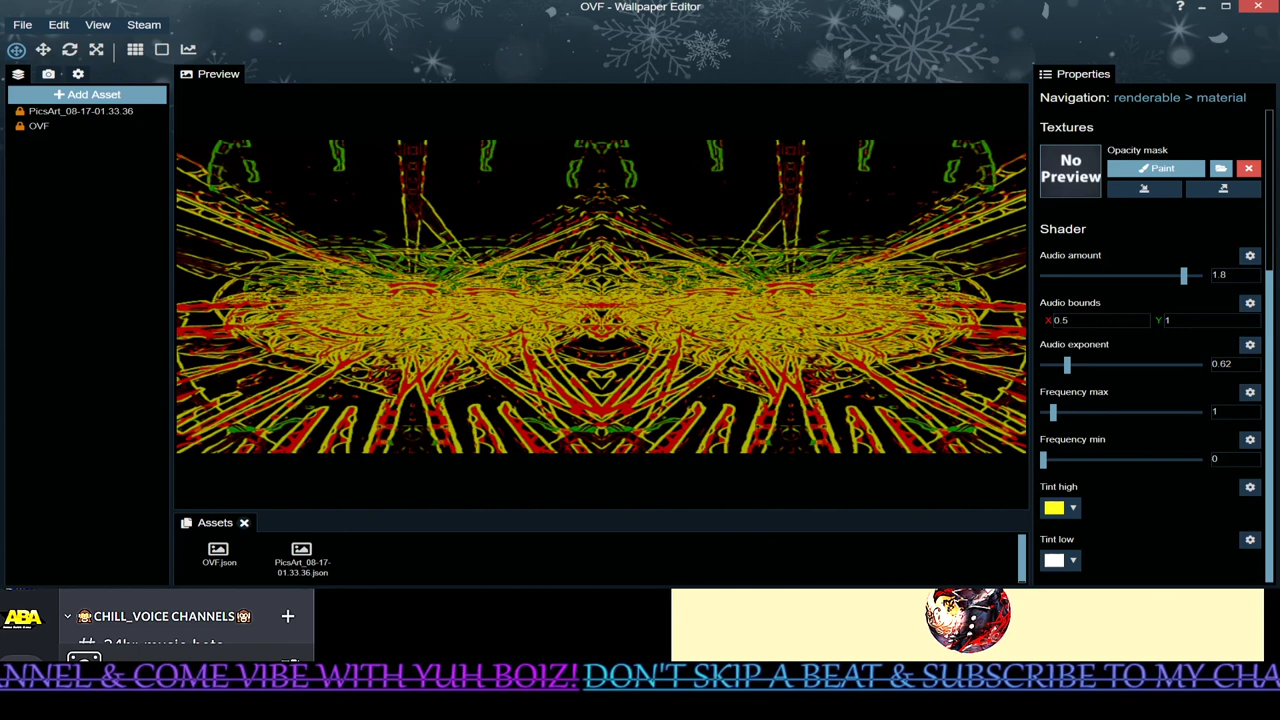 OVF - Wallpaper Editor
File Edit View Steam
Preview
Properties
Add Asset
PicsArt_08-17-01.33.36
OVF
Navigation: renderable > material
Textures
No Preview
Opacity mask
Paint
Shader
Audio amount
1.8
Audio bounds
X 0.5 Y 1
Audio exponent
0.62
Frequency max
1
Frequency min
0
Tint high
Tint low
Assets
OVF.json
PicsArt_08-17-
01.33.36.json
ABA
CHILL_VOICE CHANNELS
NNEL & COME VIBE WITH YUH BOIZ! DON'T SKIP A BEAT & SUBSCRIBE TO MY CHA